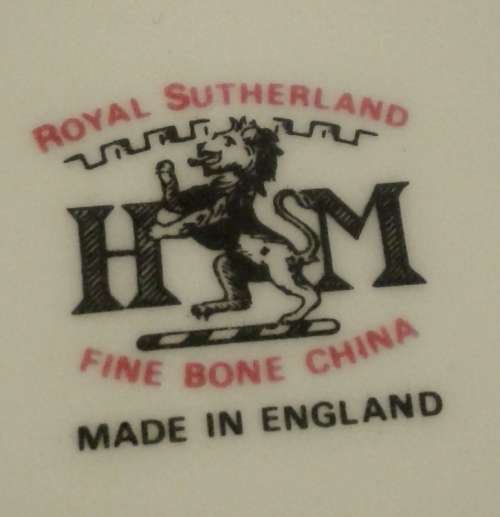 ROYAL SUTHERLAND
H M
FINE BONE CHINA
MADE IN ENGLAND